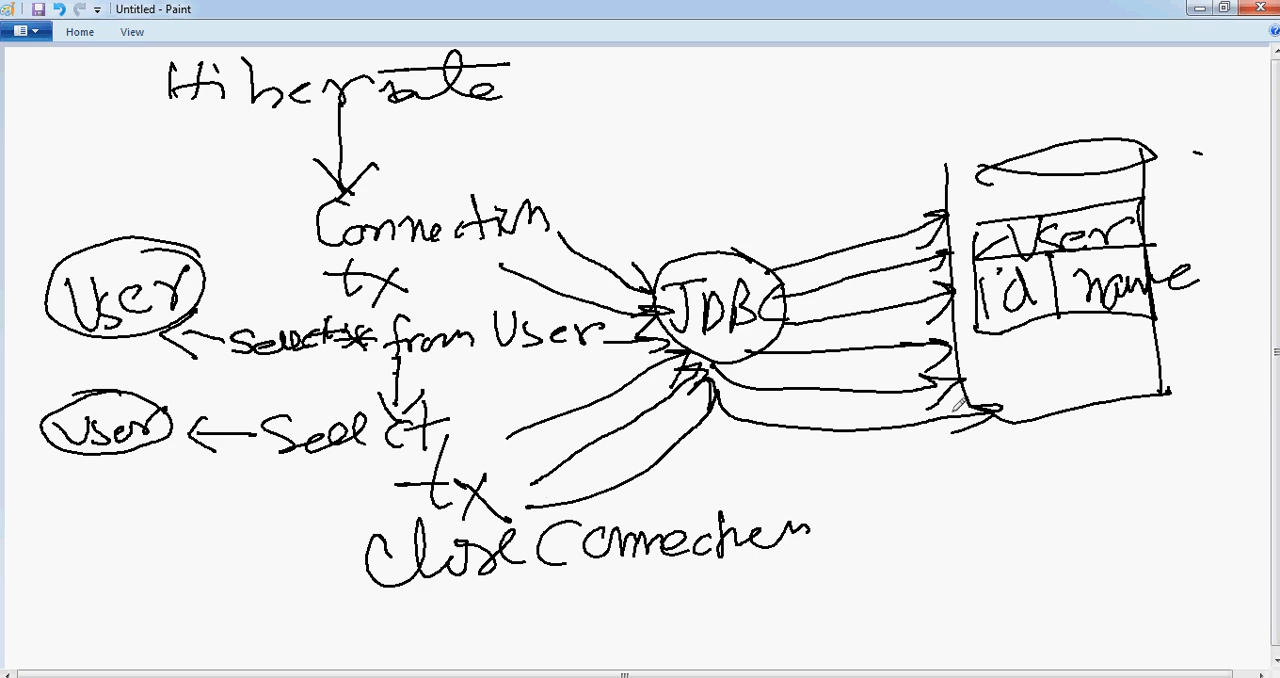 Untitled - Paint
Home View
Hibernate
Connection
tx
User
select * from User
JDBC
User
id name
User
Select
tx
Close Connection